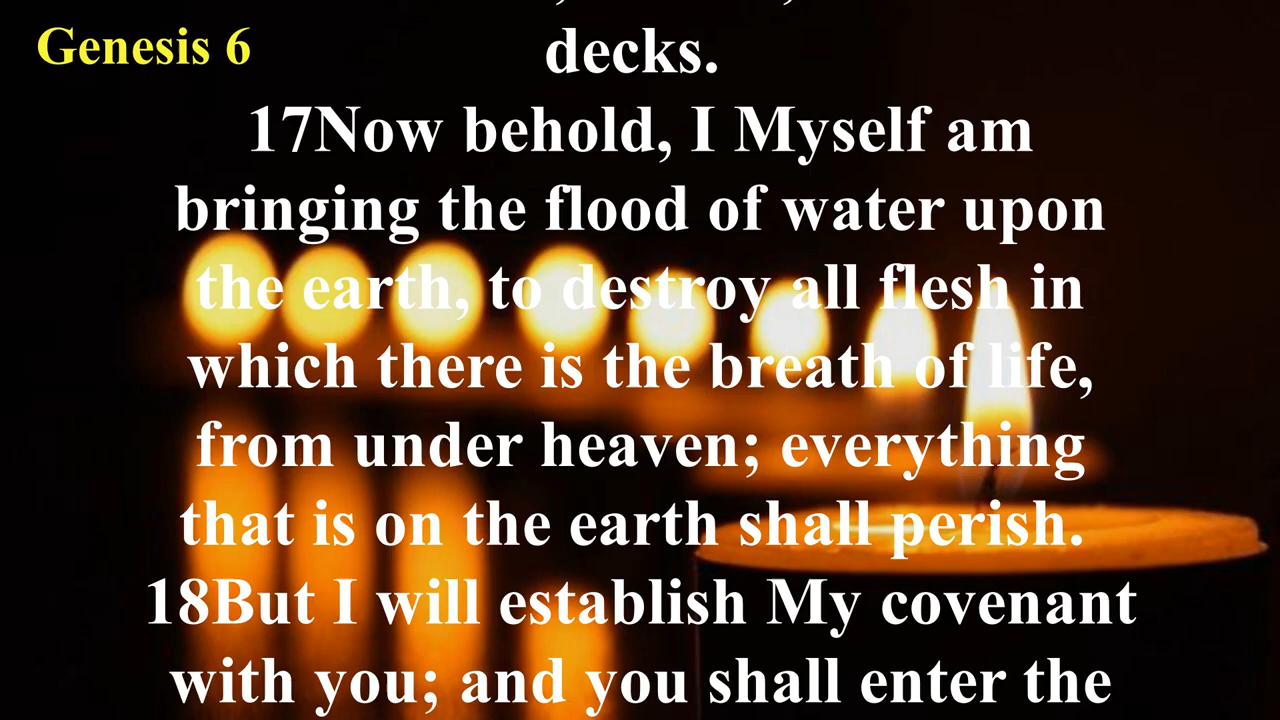 Genesis 6
decks.
17Now behold, I Myself am
bringing the flood of water upon
the earth, to destroy all flesh in
which there is the breath of life,
from under heaven; everything
that is on the earth shall perish.
18But I will establish My covenant
with you; and you shall enter the